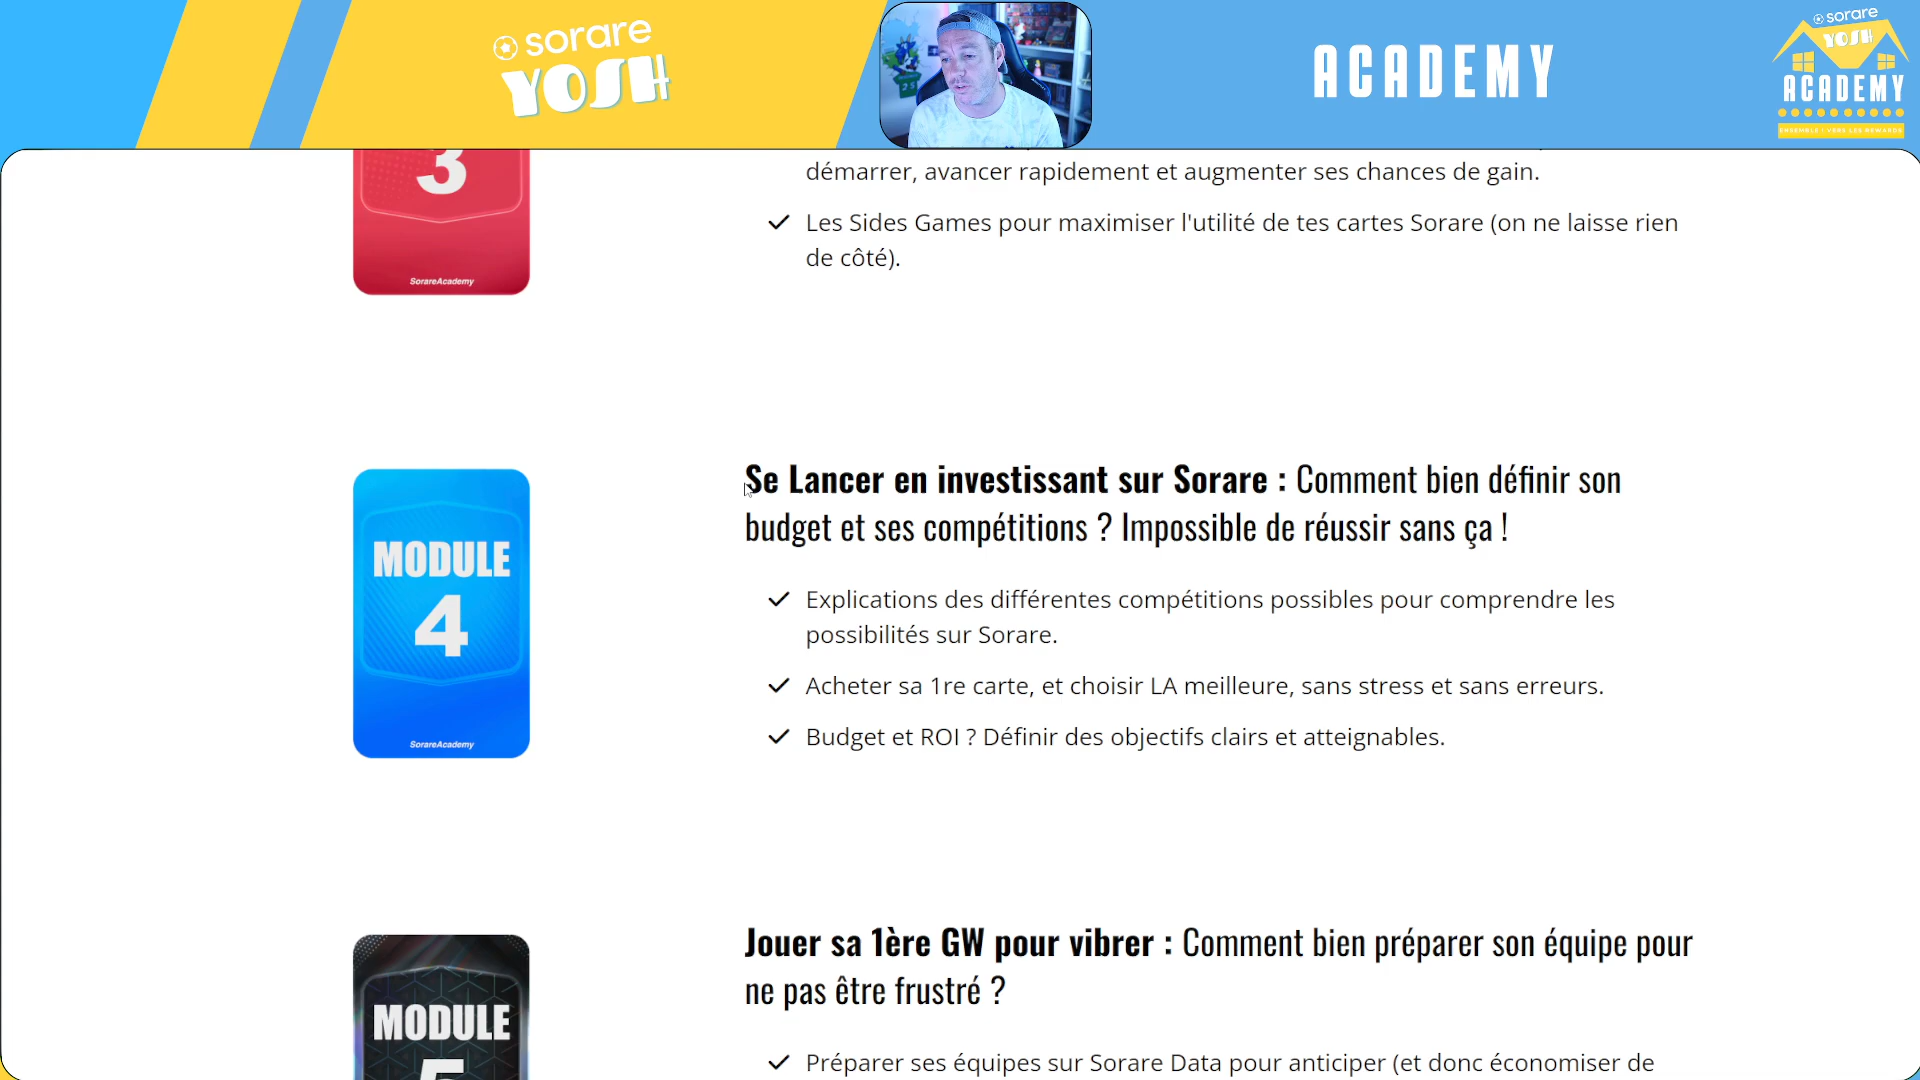 sorare
YOSH
ACADEMY
sorare
YOSH
ACADEMY
ENSEMBLE : VERS LES REWARDS
3
SorareAcademy
démarrer, avancer rapidement et augmenter ses chances de gain.
Les Sides Games pour maximiser l'utilité de tes cartes Sorare (on ne laisse rien
de côté).
MODULE
4
SorareAcademy
Se Lancer en investissant sur Sorare : Comment bien définir son
budget et ses compétitions ? Impossible de réussir sans ça !
Explications des différentes compétitions possibles pour comprendre les
possibilités sur Sorare.
Acheter sa 1re carte, et choisir LA meilleure, sans stress et sans erreurs.
Budget et ROI ? Définir des objectifs clairs et atteignables.
MODULE
5
Jouer sa 1ère GW pour vibrer : Comment bien préparer son équipe pour
ne pas être frustré ?
Préparer ses équipes sur Sorare Data pour anticiper (et donc économiser de